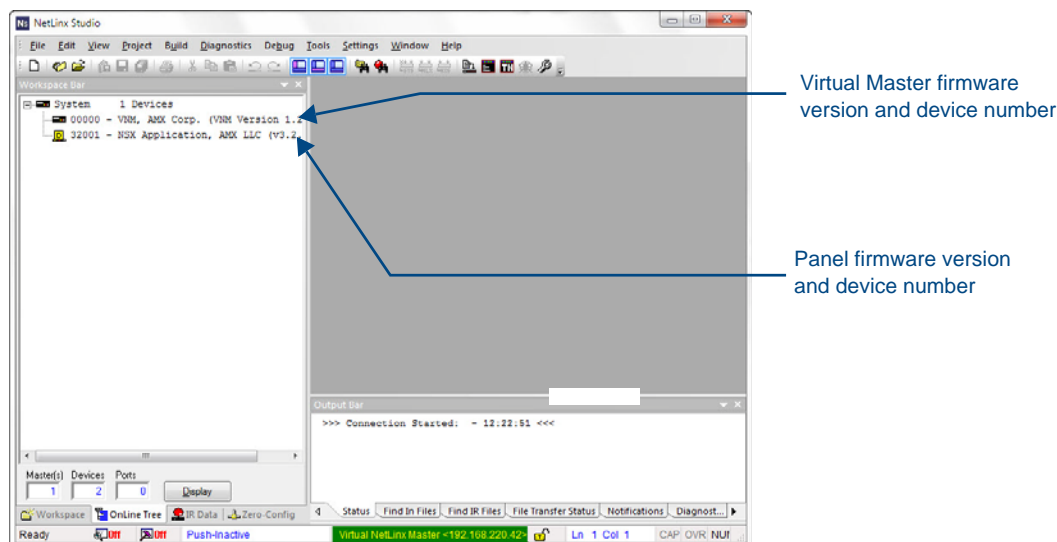 NetLinx Studio
File Edit View Project Build Diagnostics Debug Tools Settings Window Help
Workspace Bar
System 1 Devices
00000 - VNM, AMX Corp. (VNM Version 1.2
32001 - NSX Application, AMX LLC (v3.2.
Virtual Master firmware
version and device number
Panel firmware version
and device number
Output Bar
>>> Connection Started: - 12:22:51 <<<
Master(s) Devices Ports
1 2 0 Display
Workspace OnLine Tree IR Data Zero-Config
Status Find In Files Find IR Files File Transfer Status Notifications Diagnost...
Ready Off Off Push-Inactive Virtual NetLinx Master <192.168.220.42> Ln 1 Col 1 CAP OVR NUM